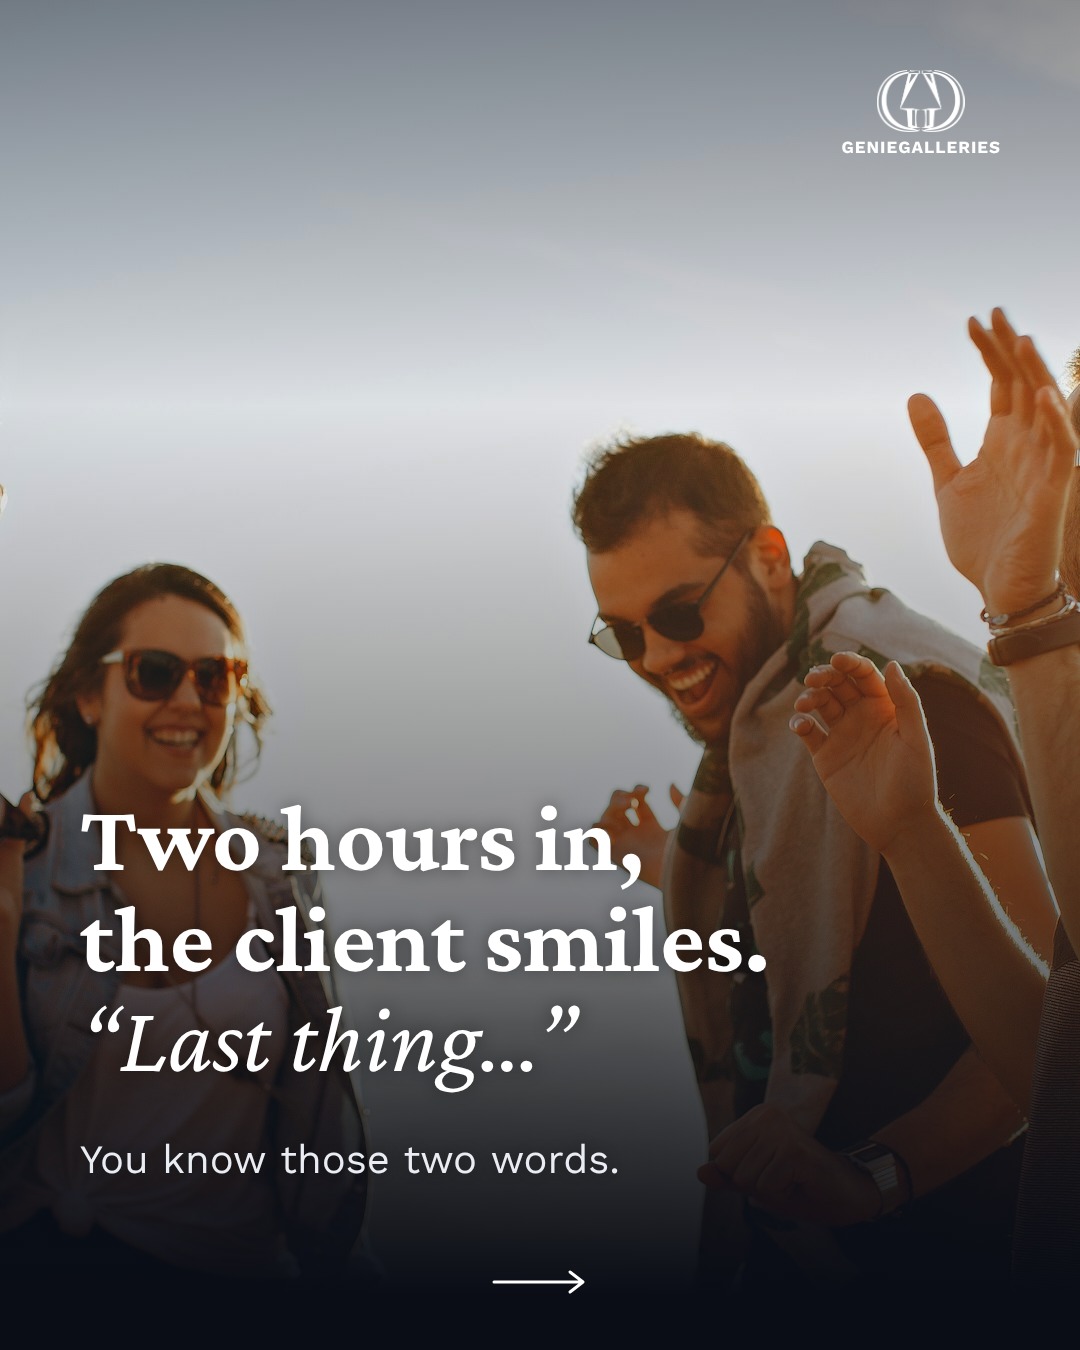 GENIEGALLERIES
Two hours in,
the client smiles.
“Last thing...”
You know those two words.